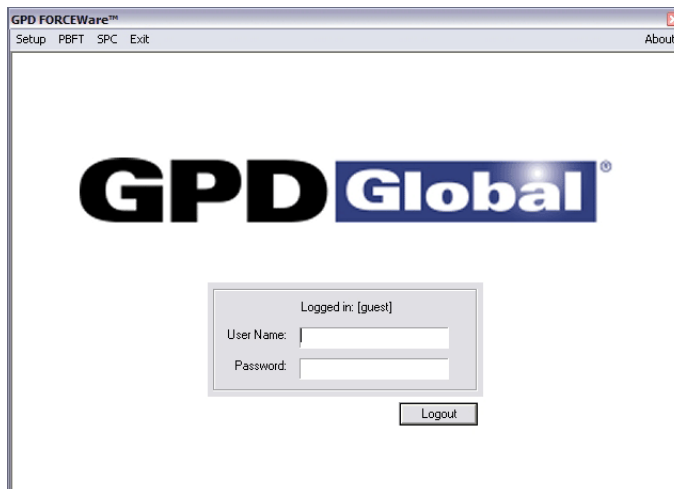 GPD FORCEWare™
Setup PBFT SPC Exit About
GPD Global®
Logged in: [guest]
User Name:
Password:
Logout